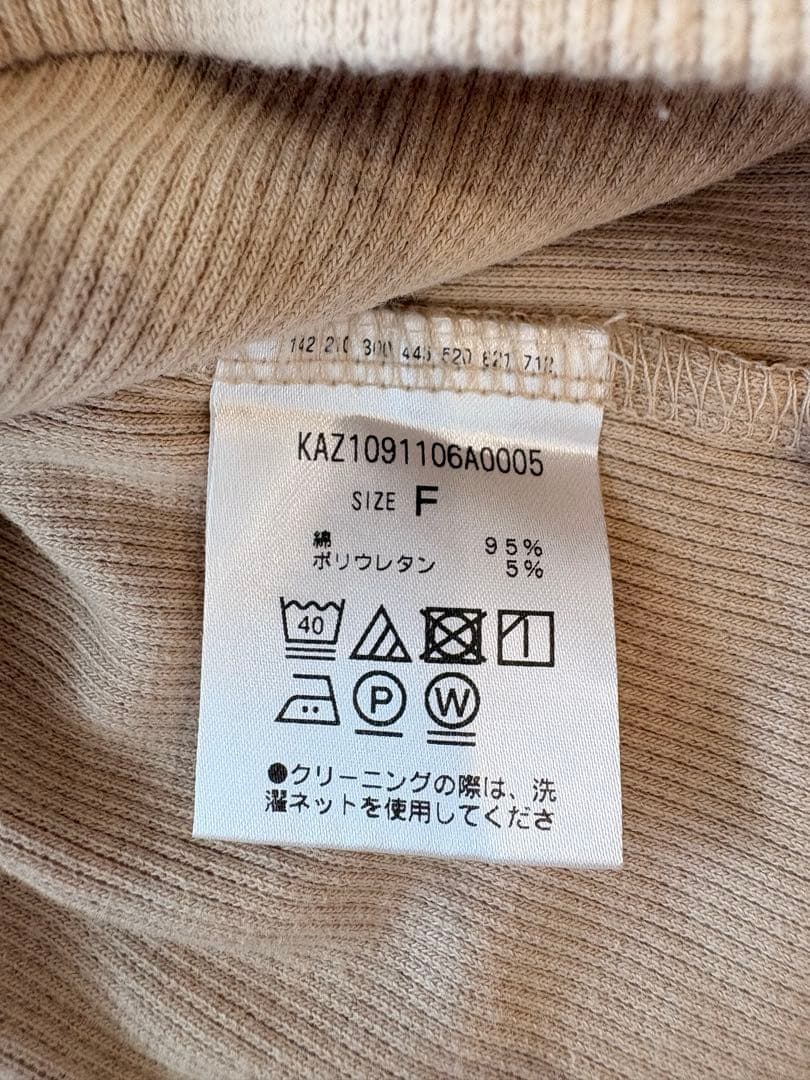 142 210 300 445 520 621 712
KAZ1091106A0005
SIZE F
綿 95%
ポリウレタン 5%
40
P W
●クリーニングの際は、洗
濯ネットを使用してくださ